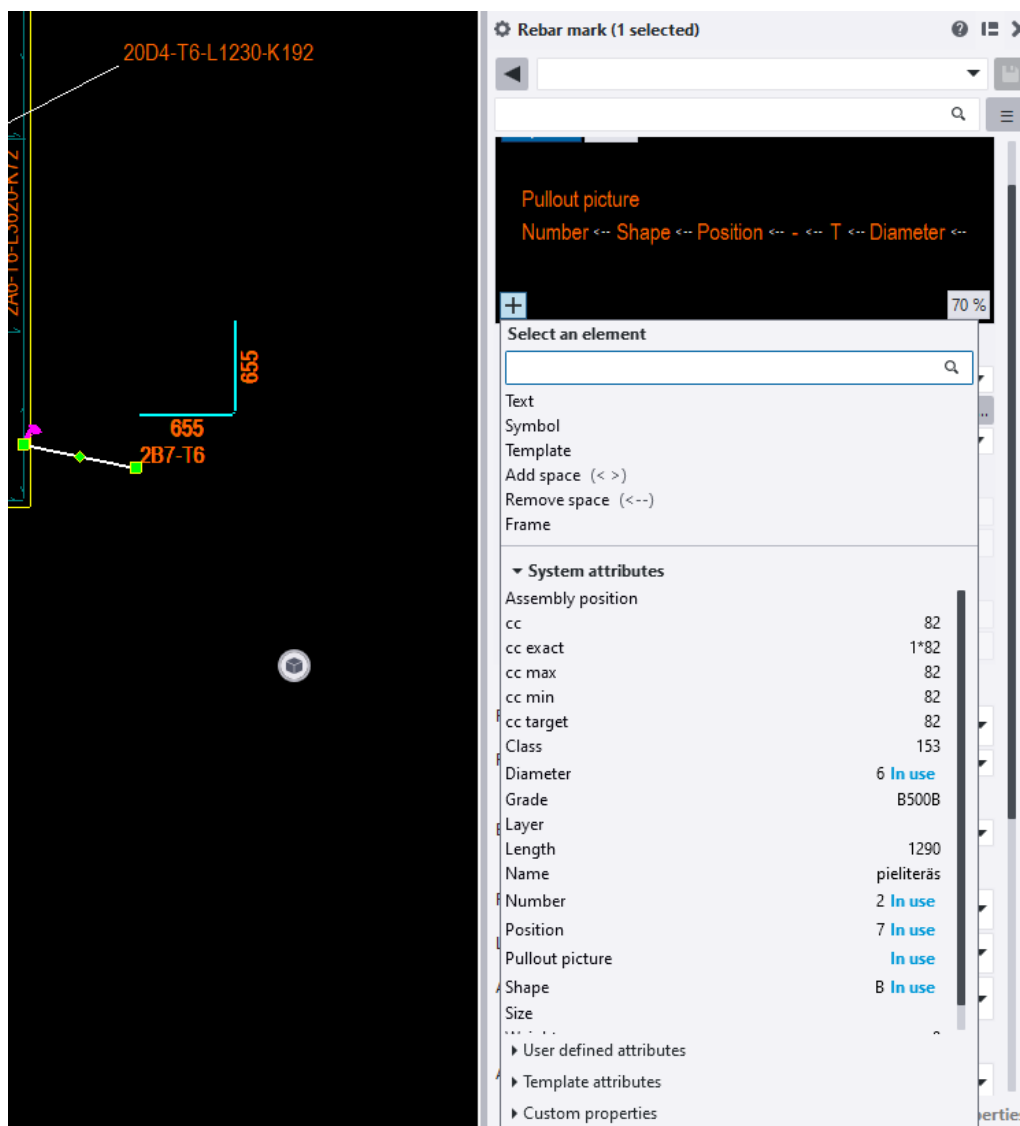 20D4-T6-L1230-K192
2A6-T6-L3620-K72
655
655
2B7-T6
Rebar mark (1 selected)
Pullout picture
Number <-- Shape <-- Position <-- - <-- T <-- Diameter <--
70 %
Select an element
Text
Symbol
Template
Add space (< >)
Remove space (<--)
Frame
System attributes
Assembly position
cc 82
cc exact 1*82
cc max 82
cc min 82
cc target 82
Class 153
Diameter 6 In use
Grade B500B
Layer
Length 1290
Name pieliteräs
Number 2 In use
Position 7 In use
Pullout picture In use
Shape B In use
Size
User defined attributes
Template attributes
Custom properties